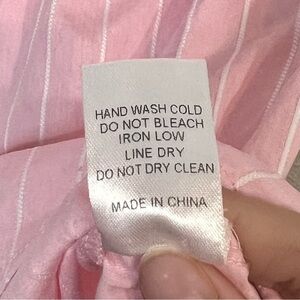 HAND WASH COLD
DO NOT BLEACH
IRON LOW
LINE DRY
DO NOT DRY CLEAN
MADE IN CHINA